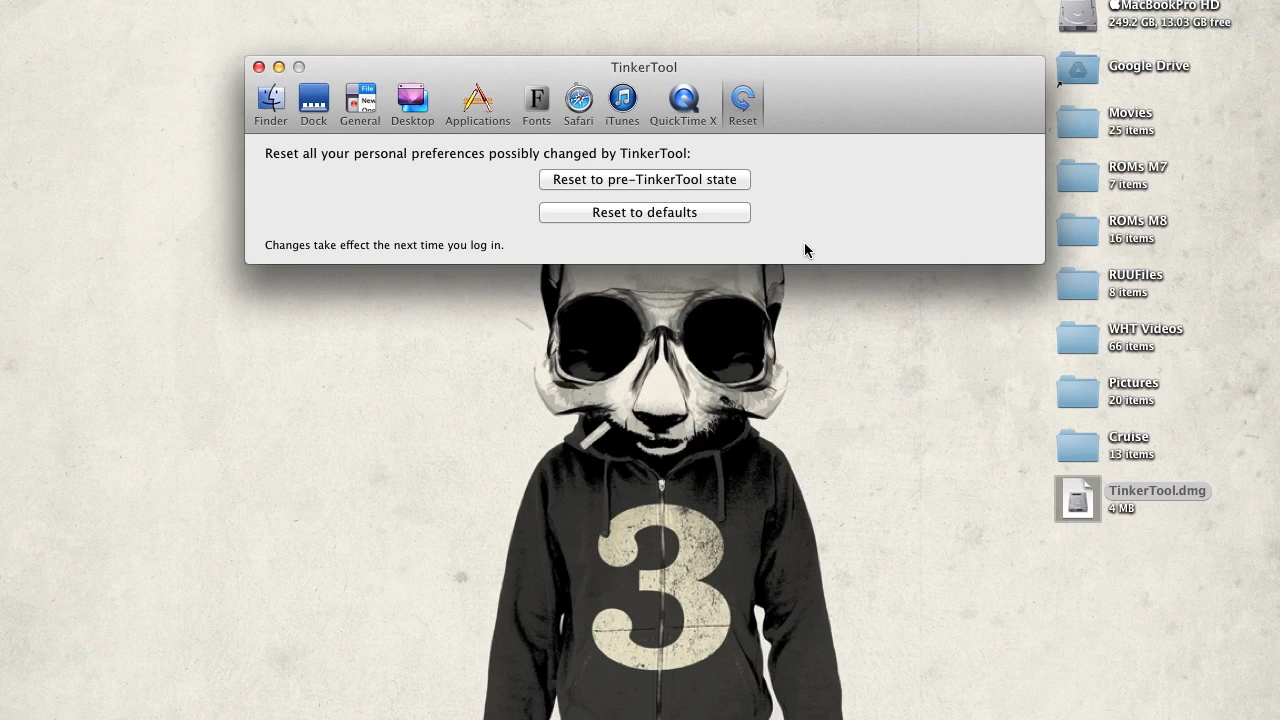 MacBookPro HD
249.2 GB, 13.03 GB free
TinkerTool
Finder
Dock
File
New
General
Desktop
Applications
F
Fonts
Safari
iTunes
QuickTime X
Reset
Reset all your personal preferences possibly changed by TinkerTool:
Reset to pre-TinkerTool state
Reset to defaults
Changes take effect the next time you log in.
Google Drive
Movies
25 items
ROMs M7
7 items
ROMs M8
16 items
RUUFiles
8 items
WHT Videos
66 items
Pictures
20 items
Cruise
13 items
TinkerTool.dmg
4 MB
3